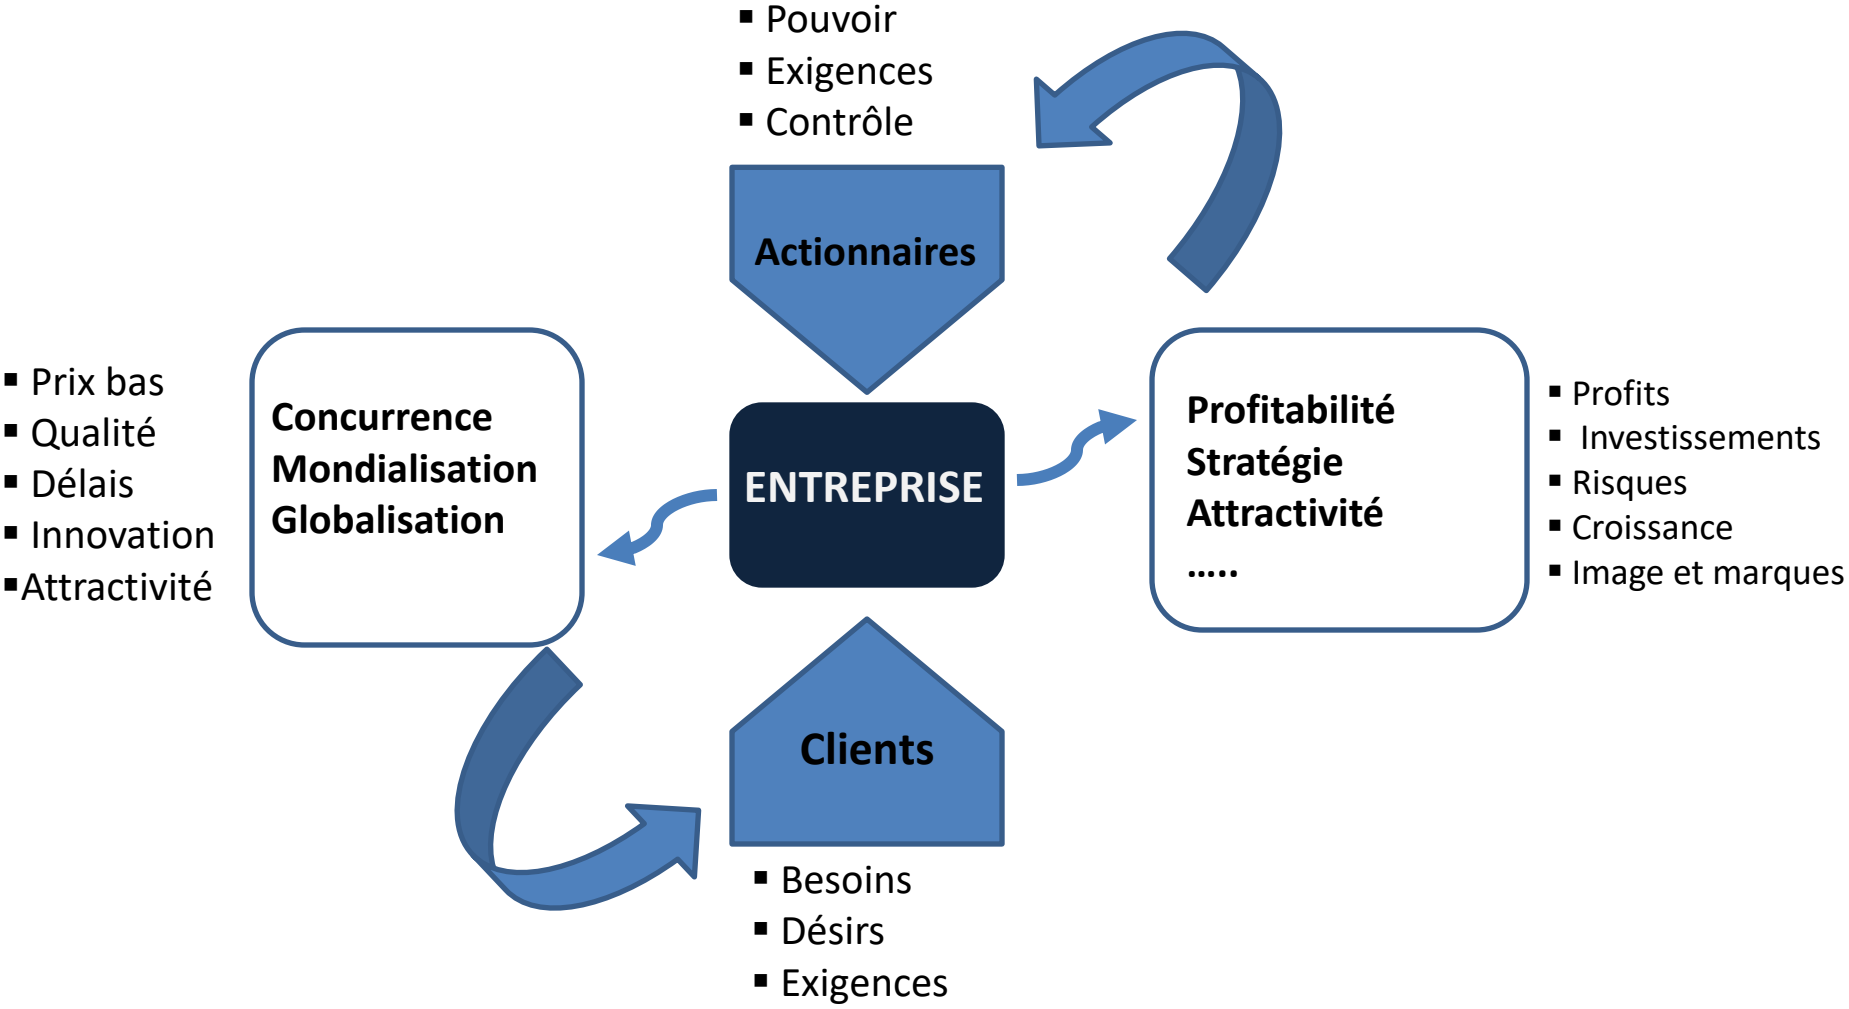 ▪ Pouvoir
▪ Exigences
▪ Contrôle
Actionnaires
▪ Prix bas
▪ Qualité
▪ Délais
▪ Innovation
▪Attractivité
Concurrence
Mondialisation
Globalisation
ENTREPRISE
Profitabilité
Stratégie
Attractivité
…..
▪ Profits
▪ Investissements
▪ Risques
▪ Croissance
▪ Image et marques
Clients
▪ Besoins
▪ Désirs
▪ Exigences